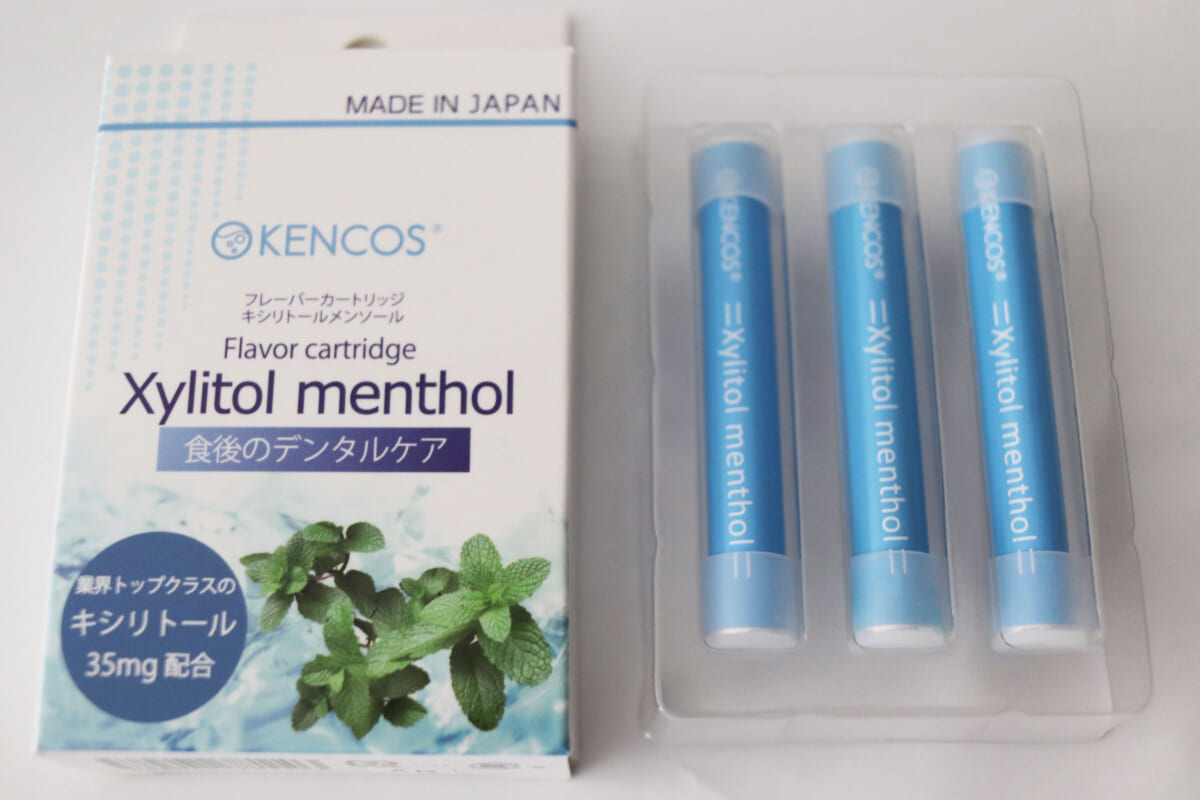 MADE IN JAPAN
KENCOS®
フレーバーカートリッジ
キシリトールメンソール
Flavor cartridge
Xylitol menthol
食後のデンタルケア
業界トップクラスの
キシリトール
35mg 配合
KENCOS® =Xylitol menthol=
KENCOS® =Xylitol menthol=
KENCOS® =Xylitol menthol=